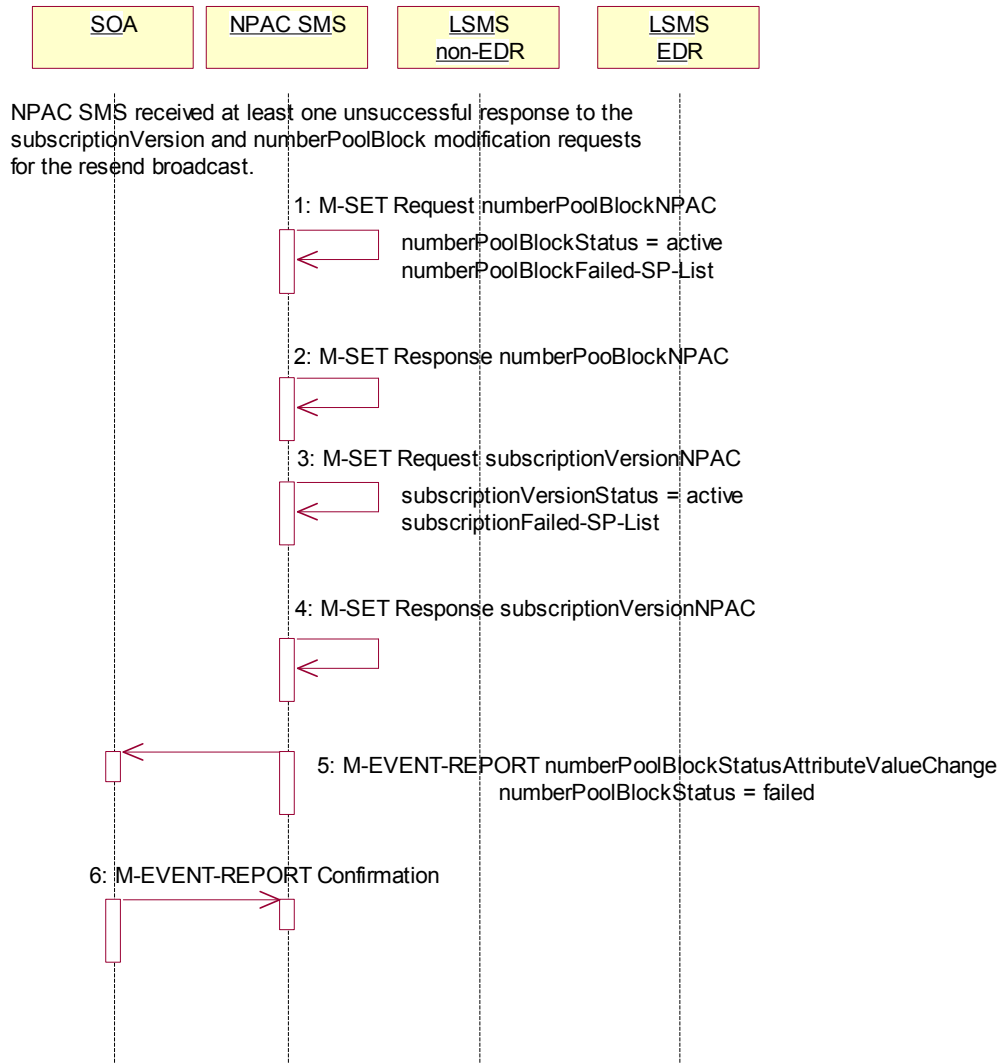 SOA
NPAC SMS
LSMS
non-EDR
LSMS
EDR
NPAC SMS received at least one unsuccessful response to the
subscriptionVersion and numberPoolBlock modification requests
for the resend broadcast.
1: M-SET Request numberPoolBlockNPAC
numberPoolBlockStatus = active
numberPoolBlockFailed-SP-List
2: M-SET Response numberPooBlockNPAC
3: M-SET Request subscriptionVersionNPAC
subscriptionVersionStatus = active
subscriptionFailed-SP-List
4: M-SET Response subscriptionVersionNPAC
5: M-EVENT-REPORT numberPoolBlockStatusAttributeValueChange
numberPoolBlockStatus = failed
6: M-EVENT-REPORT Confirmation